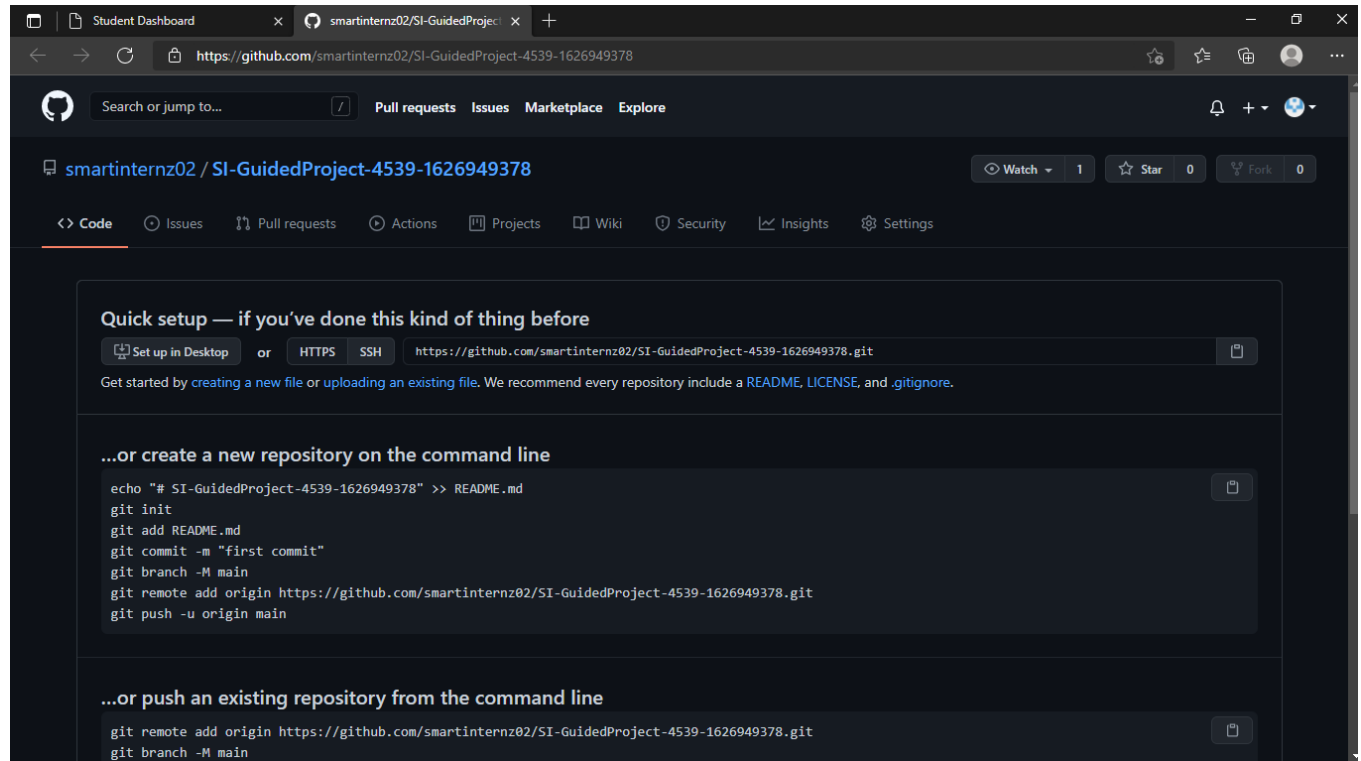 Student Dashboard
smartinternz02/SI-GuidedProject
https://github.com/smartinternz02/SI-GuidedProject-4539-1626949378
Search or jump to... / Pull requests Issues Marketplace Explore
smartinternz02 / SI-GuidedProject-4539-1626949378
Watch 1 Star 0 Fork 0
<> Code Issues Pull requests Actions Projects Wiki Security Insights Settings
Quick setup — if you've done this kind of thing before
Set up in Desktop or HTTPS SSH https://github.com/smartinternz02/SI-GuidedProject-4539-1626949378.git
Get started by creating a new file or uploading an existing file. We recommend every repository include a README, LICENSE, and .gitignore.
...or create a new repository on the command line
echo "# SI-GuidedProject-4539-1626949378" >> README.md
git init
git add README.md
git commit -m "first commit"
git branch -M main
git remote add origin https://github.com/smartinternz02/SI-GuidedProject-4539-1626949378.git
git push -u origin main
...or push an existing repository from the command line
git remote add origin https://github.com/smartinternz02/SI-GuidedProject-4539-1626949378.git
git branch -M main